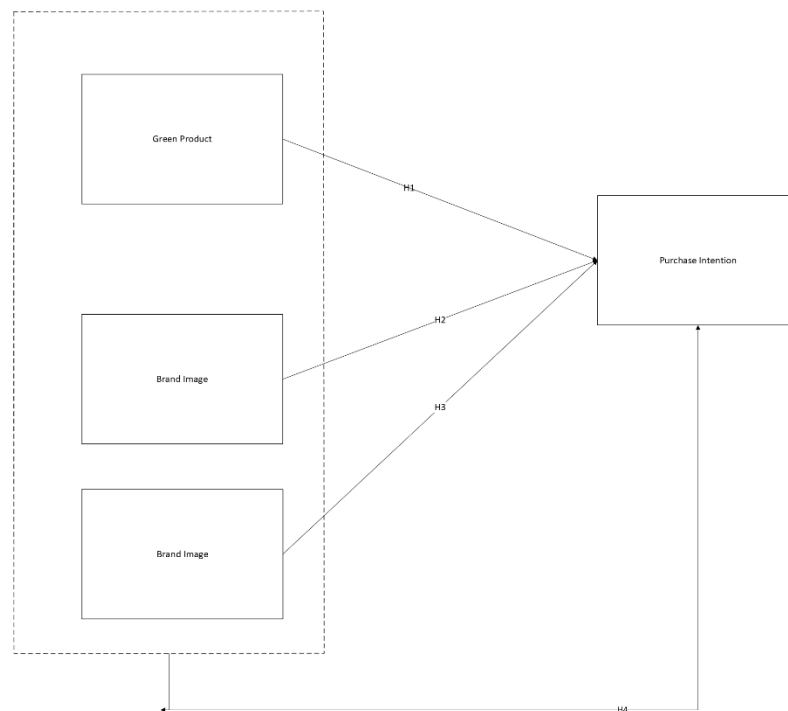 Green Product
H1
Purchase Intention
H2
Brand Image
H3
Brand Image
H4